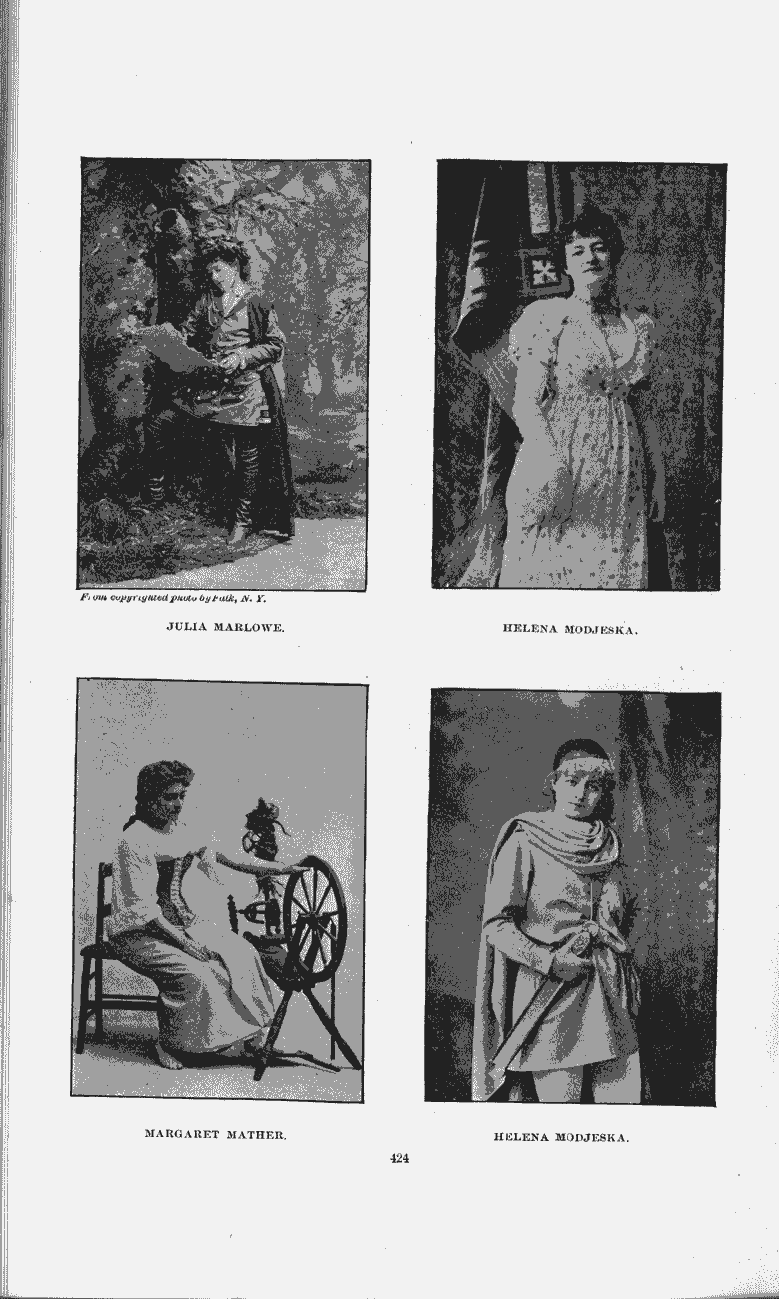 From copyrighted photo by Falk, N. Y.
JULIA MARLOWE.
HELENA MODJESKA.
MARGARET MATHER.
HELENA MODJESKA.
424